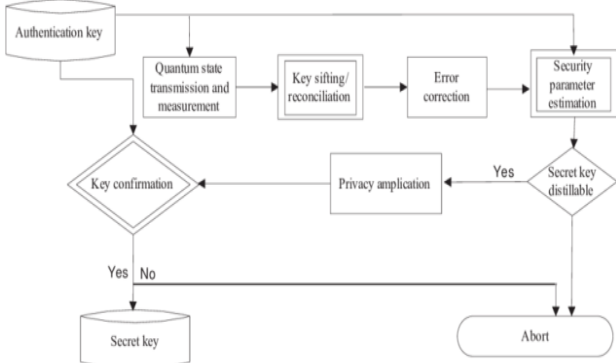 Authentication key
Quantum state
transmission and
measurement
Key sifting/
reconciliation
Error
correction
Security
parameter
estimation
Key confirmation
Privacy amplication
Yes
Secret key
distillable
Yes No
Secret key
Abort